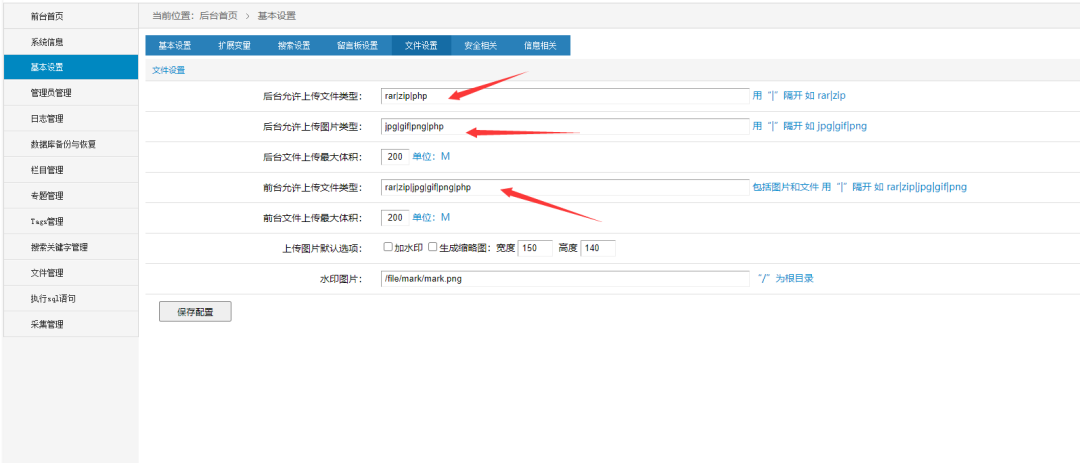 前台首页
系统信息
基本设置
管理员管理
日志管理
数据库备份与恢复
栏目管理
专题管理
Tags管理
搜索关键字管理
文件管理
执行sql语句
采集管理
当前位置：后台首页 > 基本设置
基本设置 扩展变量 搜索设置 留言板设置 文件设置 安全相关 信息相关
文件设置
后台允许上传文件类型： rar|zip|php 用“|”隔开 如 rar|zip
后台允许上传图片类型： jpg|gif|png|php 用“|”隔开 如 jpg|gif|png
后台文件上传最大体积： 200 单位：M
前台允许上传文件类型： rar|zip|jpg|gif|png|php 包括图片和文件 用“|”隔开 如 rar|zip|jpg|gif|png
前台文件上传最大体积： 200 单位：M
上传图片默认选项： 加水印 生成缩略图：宽度 150 高度 140
水印图片： /file/mark/mark.png “/”为根目录
保存配置